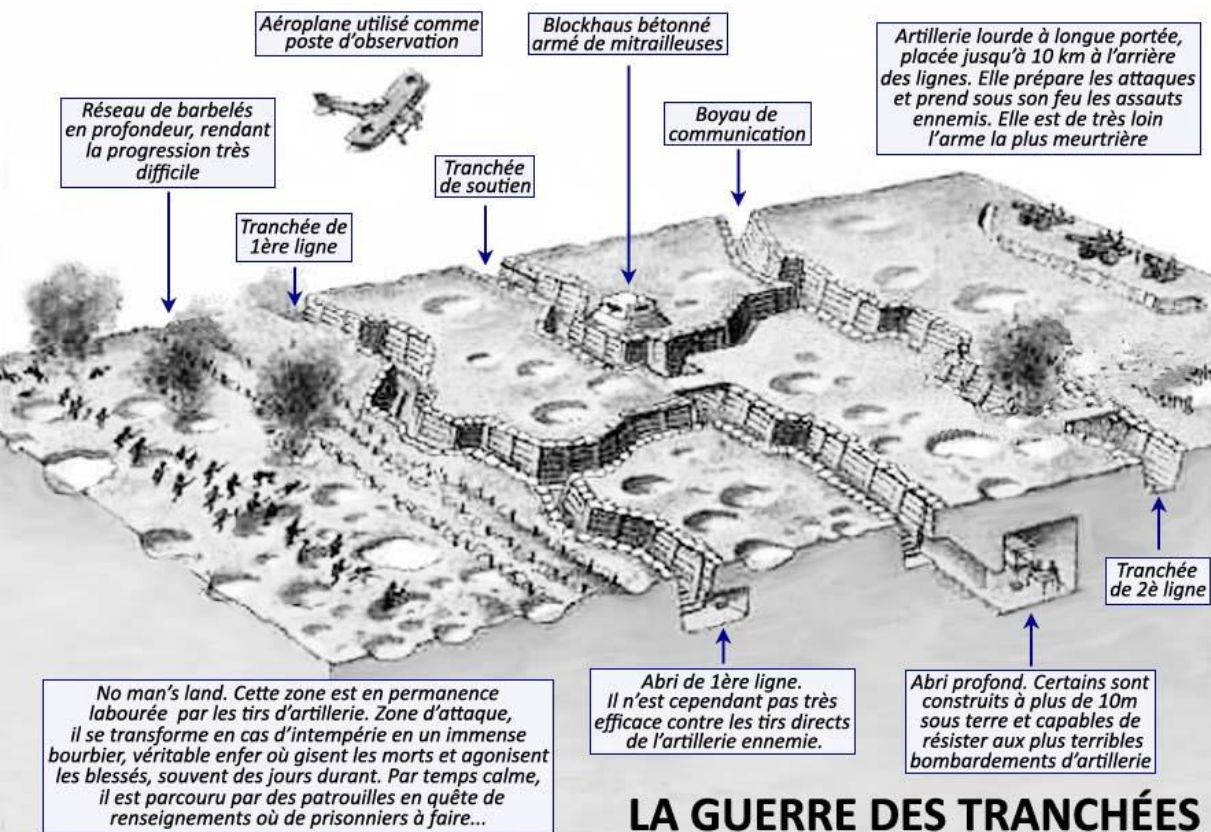 Aéroplane utilisé comme
poste d'observation
Blockhaus bétonné
armé de mitrailleuses
Artillerie lourde à longue portée,
placée jusqu'à 10 km à l'arrière
des lignes. Elle prépare les attaques
et prend sous son feu les assauts
ennemis. Elle est de très loin
l'arme la plus meurtrière
Réseau de barbelés
en profondeur, rendant
la progression très
difficile
Boyau de
communication
Tranchée
de soutien
Tranchée de
1ère ligne
Tranchée
de 2è ligne
No man's land. Cette zone est en permanence
labourée par les tirs d'artillerie. Zone d'attaque,
il se transforme en cas d'intempérie en un immense
bourbier, véritable enfer où gisent les morts et agonisent
les blessés, souvent des jours durant. Par temps calme,
il est parcouru par des patrouilles en quête de
renseignements où de prisonniers à faire...
Abri de 1ère ligne.
Il n'est cependant pas très
efficace contre les tirs directs
de l'artillerie ennemie.
Abri profond. Certains sont
construits à plus de 10m
sous terre et capables de
résister aux plus terribles
bombardements d'artillerie
LA GUERRE DES TRANCHÉES